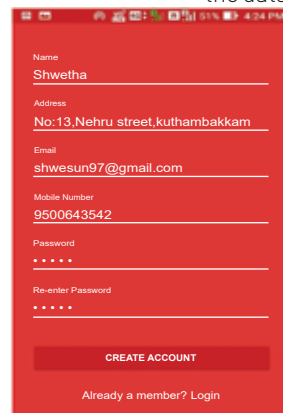 51% 4:24 PM
Name
Shwetha
Address
No:13,Nehru street,kuthambakkam
Email
shwesun97@gmail.com
Mobile Number
9500643542
Password
• • • • •
Re-enter Password
• • • • •
CREATE ACCOUNT
Already a member? Login